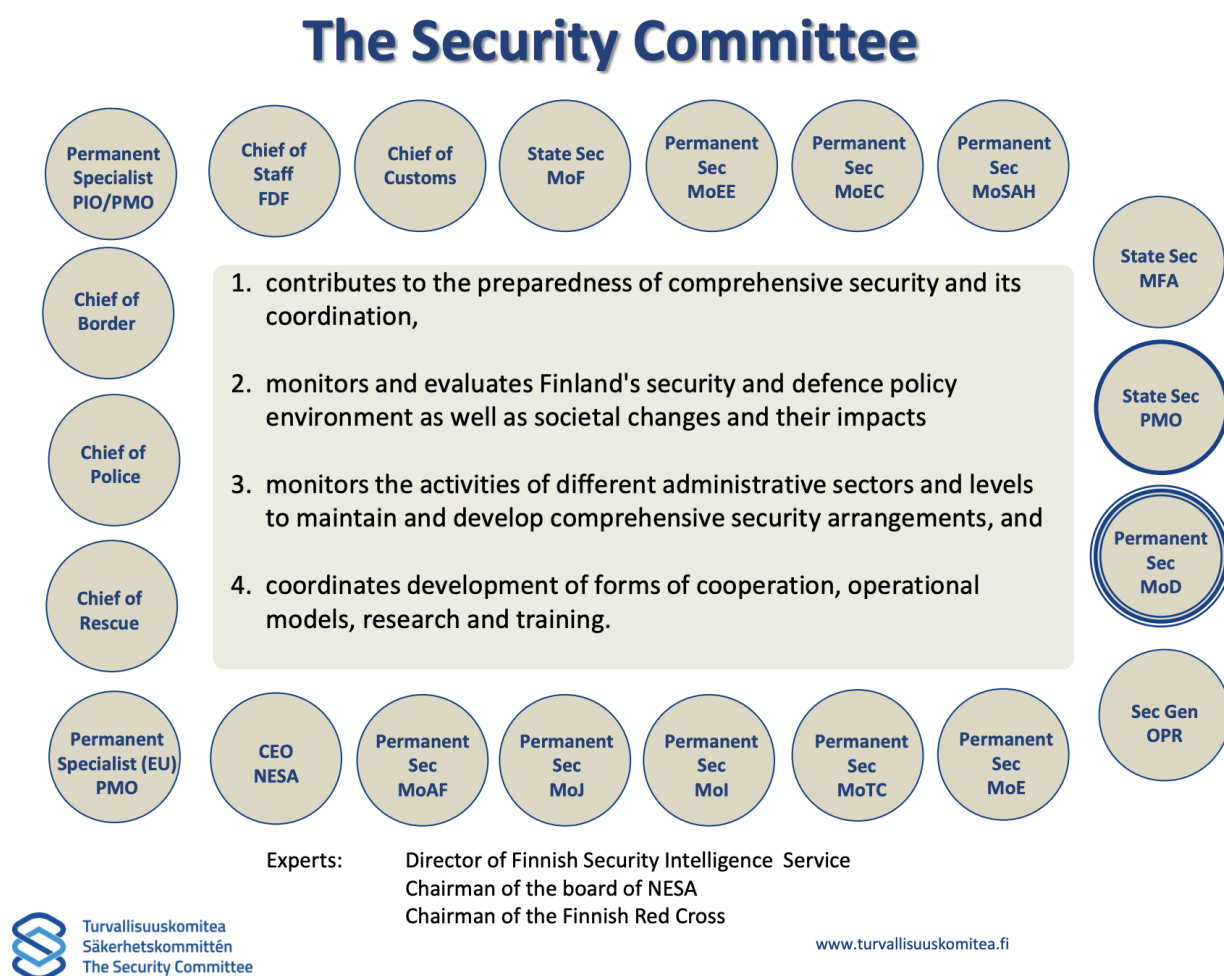 The Security Committee
Permanent
Specialist
PIO/PMO
Chief of
Staff
FDF
Chief of
Customs
State Sec
MoF
Permanent
Sec
MoEE
Permanent
Sec
MoEC
Permanent
Sec
MoSAH
State Sec
MFA
State Sec
PMO
Permanent
Sec
MoD
Sec Gen
OPR
Chief of
Border
Chief of
Police
Chief of
Rescue
1. contributes to the preparedness of comprehensive security and its
coordination,
2. monitors and evaluates Finland's security and defence policy
environment as well as societal changes and their impacts
3. monitors the activities of different administrative sectors and levels
to maintain and develop comprehensive security arrangements, and
4. coordinates development of forms of cooperation, operational
models, research and training.
Permanent
Specialist (EU)
PMO
CEO
NESA
Permanent
Sec
MoAF
Permanent
Sec
MoJ
Permanent
Sec
MoI
Permanent
Sec
MoTC
Permanent
Sec
MoE
Experts: Director of Finnish Security Intelligence Service
Chairman of the board of NESA
Chairman of the Finnish Red Cross
Turvallisuuskomitea
Säkerhetskommittén
The Security Committee
www.turvallisuuskomitea.fi